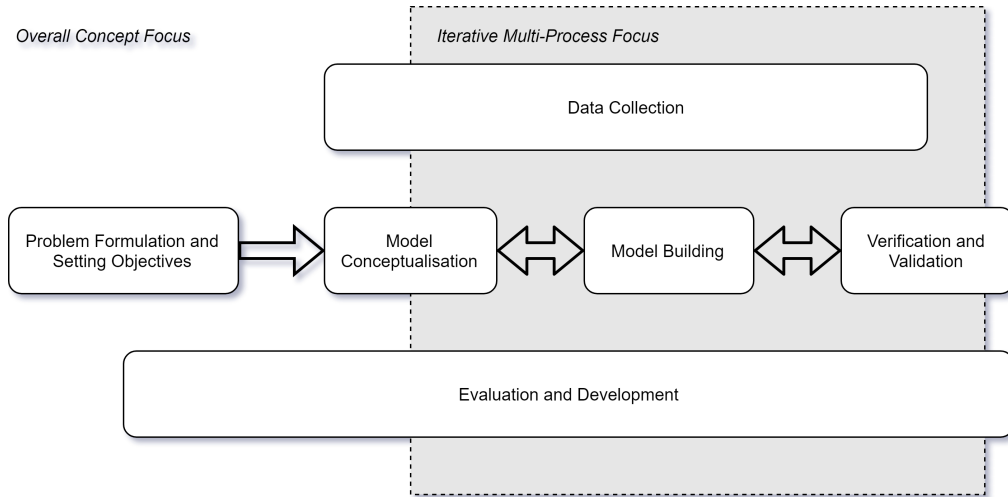 Overall Concept Focus
Iterative Multi-Process Focus
Data Collection
Problem Formulation and
Setting Objectives
Model
Conceptualisation
Model Building
Verification and
Validation
Evaluation and Development